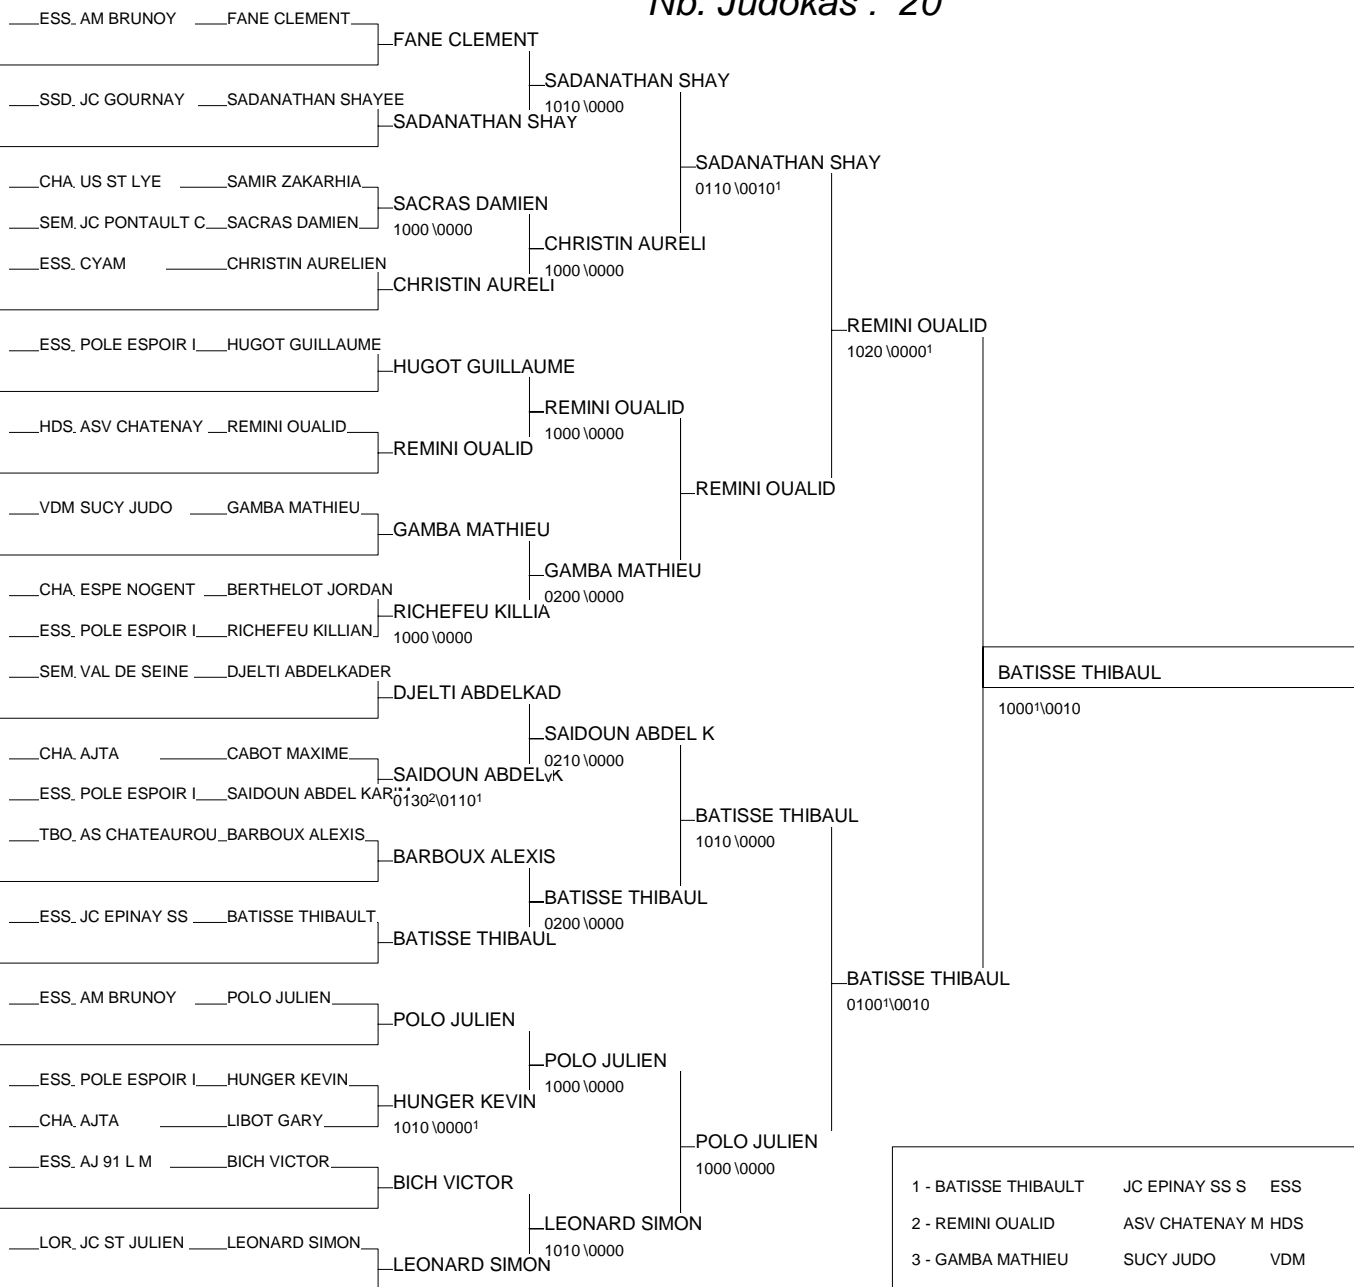 Nb. Judokas : 20
ESS AM BRUNOY FANE CLEMENT
FANE CLEMENT
SADANATHAN SHAY
1010 \0000
SSD JC GOURNAY SADANATHAN SHAYEE
SADANATHAN SHAY
SADANATHAN SHAY
0110 \0010¹
CHA US ST LYE SAMIR ZAKARHIA
SACRAS DAMIEN
1000 \0000
SEM JC PONTAULT C SACRAS DAMIEN
CHRISTIN AURELI
1000 \0000
ESS CYAM CHRISTIN AURELIEN
CHRISTIN AURELI
REMINI OUALID
1020 \0000¹
ESS POLE ESPOIR I HUGOT GUILLAUME
HUGOT GUILLAUME
REMINI OUALID
1000 \0000
HDS ASV CHATENAY REMINI OUALID
REMINI OUALID
REMINI OUALID
VDM SUCY JUDO GAMBA MATHIEU
GAMBA MATHIEU
GAMBA MATHIEU
0200 \0000
CHA ESPE NOGENT BERTHELOT JORDAN
RICHEFEU KILLIA
1000 \0000
ESS POLE ESPOIR I RICHEFEU KILLIAN
SEM VAL DE SEINE DJELTI ABDELKADER
BATISSE THIBAUL
1000¹\0010
DJELTI ABDELKAD
SAIDOUN ABDEL K
0210 \0000
CHA AJTA CABOT MAXIME
SAIDOUN ABDEL K
0130²\0110¹
ESS POLE ESPOIR I SAIDOUN ABDEL KARIM
BATISSE THIBAUL
1010 \0000
TBO AS CHATEAUROU BARBOUX ALEXIS
BARBOUX ALEXIS
BATISSE THIBAUL
0200 \0000
ESS JC EPINAY SS BATISSE THIBAULT
BATISSE THIBAUL
BATISSE THIBAUL
0100¹\0010
ESS AM BRUNOY POLO JULIEN
POLO JULIEN
POLO JULIEN
1000 \0000
ESS POLE ESPOIR I HUNGER KEVIN
HUNGER KEVIN
1010 \0000¹
CHA AJTA LIBOT GARY
POLO JULIEN
1000 \0000
ESS AJ 91 L M BICH VICTOR
BICH VICTOR
LEONARD SIMON
1010 \0000
LOR JC ST JULIEN LEONARD SIMON
LEONARD SIMON
1 - BATISSE THIBAULT JC EPINAY SS S ESS
2 - REMINI OUALID ASV CHATENAY M HDS
3 - GAMBA MATHIEU SUCY JUDO VDM